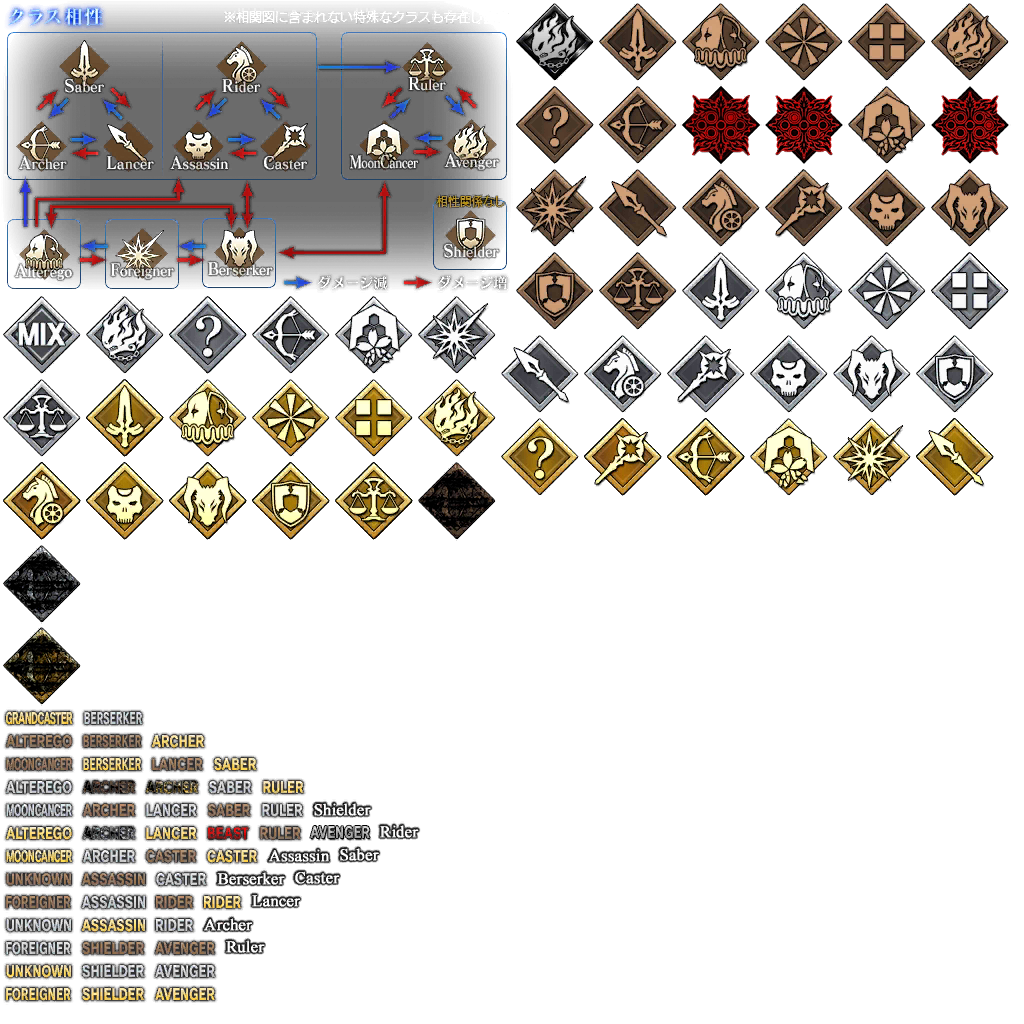 クラス相性
※相関図に含まれない特殊なクラスも存在し
Saber Rider Ruler
Archer Lancer Assassin Caster MoonCancer Avenger
相性関係なし
Alterego Foreigner Berserker Shielder
ダメージ減 ダメージ増
?
MIX ?
?
GRANDCASTER BERSERKER
ALTEREGO BERSERKER ARCHER
MOONCANCER BERSERKER LANCER SABER
ALTEREGO ARCHER ARCHER SABER RULER
MOONCANCER ARCHER LANCER SABER RULER Shielder
ALTEREGO ARCHER LANCER BEAST RULER AVENGER Rider
MOONCANCER ARCHER CASTER CASTER Assassin Saber
UNKNOWN ASSASSIN CASTER Berserker Caster
FOREIGNER ASSASSIN RIDER RIDER Lancer
UNKNOWN ASSASSIN RIDER Archer
FOREIGNER SHIELDER AVENGER Ruler
UNKNOWN SHIELDER AVENGER
FOREIGNER SHIELDER AVENGER